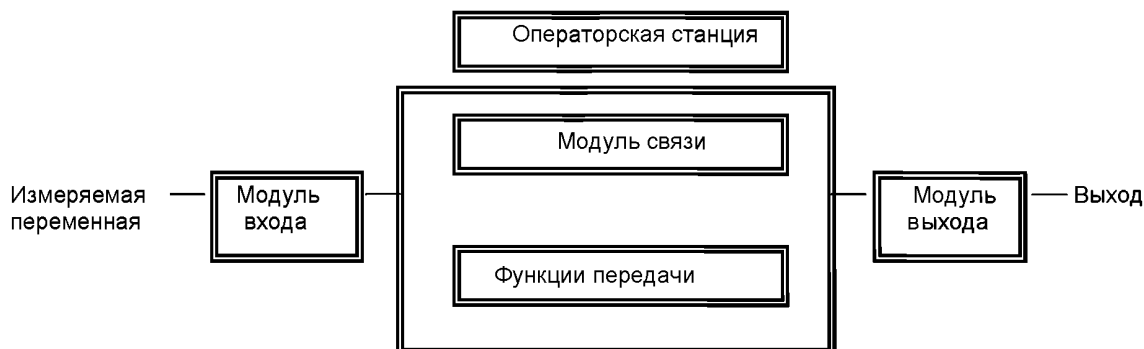 Операторская станция
Модуль связи
Измеряемая
переменная
Модуль
входа
Модуль
выхода
Выход
Функции передачи